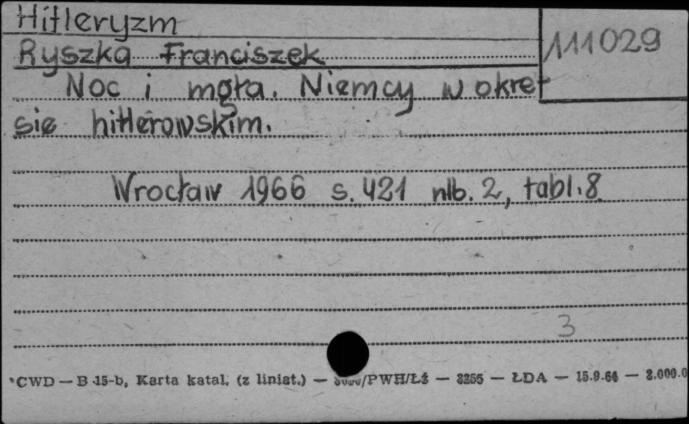 Hitleryzm
111029
Ryszka Franciszek
Noc i mgła. Niemcy w okre
sie hitlerowskim.
Wrocław 1966 s. 421 nlb. 2, tabl. 8
3
CWD — B 15-b, Karta katal. (z liniat.) — /PWH/Łż — 3255 — ŁDA — 15.9.64 — 2.000.0